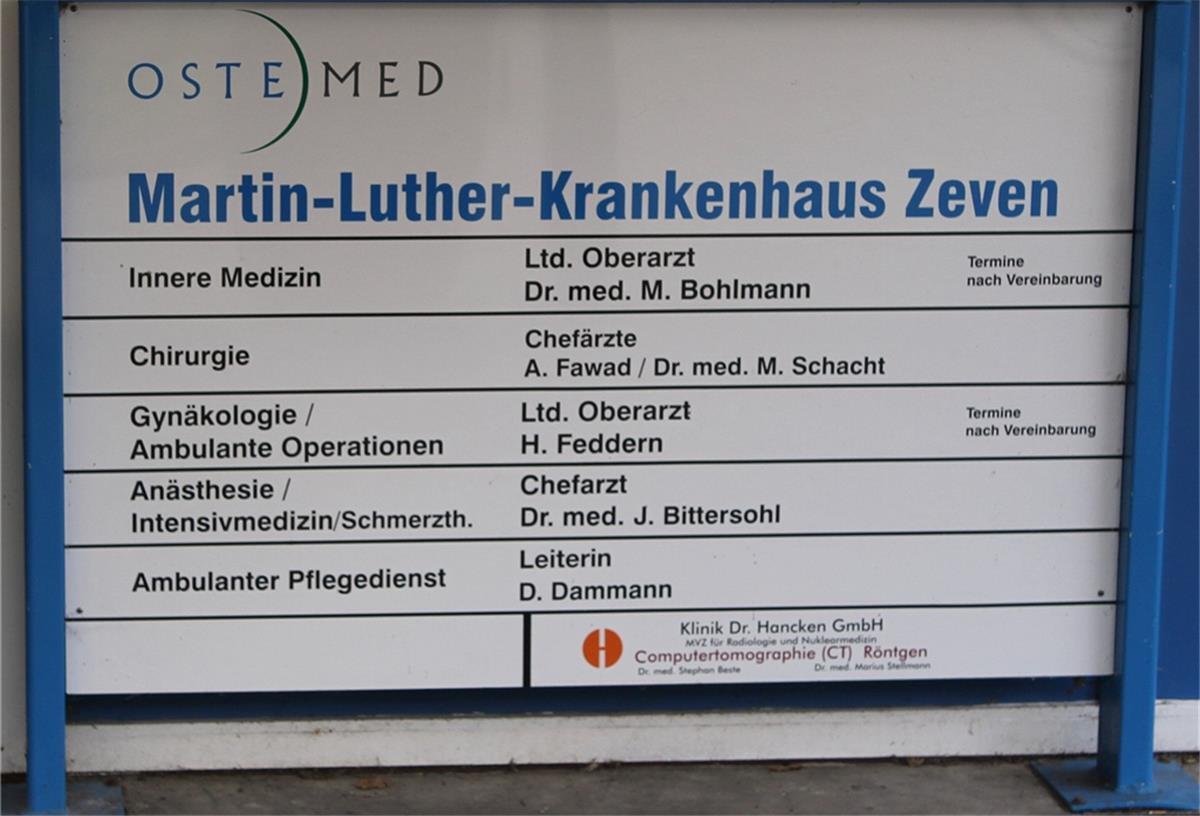 OSTEMED
Martin-Luther-Krankenhaus Zeven
Innere Medizin
Ltd. Oberarzt
Dr. med. M. Bohlmann
Termine
nach Vereinbarung
Chirurgie
Chefärzte
A. Fawad / Dr. med. M. Schacht
Gynäkologie /
Ambulante Operationen
Ltd. Oberarzt
H. Feddern
Termine
nach Vereinbarung
Anästhesie /
Intensivmedizin/Schmerzth.
Chefarzt
Dr. med. J. Bittersohl
Ambulanter Pflegedienst
Leiterin
D. Dammann
Klinik Dr. Hancken GmbH
MVZ für Radiologie und Nuklearmedizin
Computertomographie (CT) Röntgen
Dr. med. Stephan Beste Dr. med. Marius Stellmann